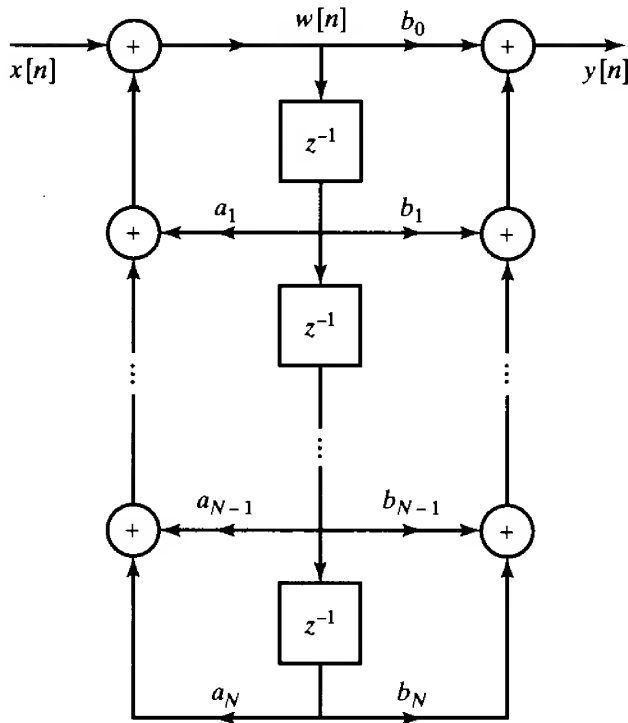 w[n] b₀
+ +
x[n] y[n]
z⁻¹
a₁ b₁
+ +
z⁻¹
a_{N-1} b_{N-1}
+ +
z⁻¹
a_N b_N